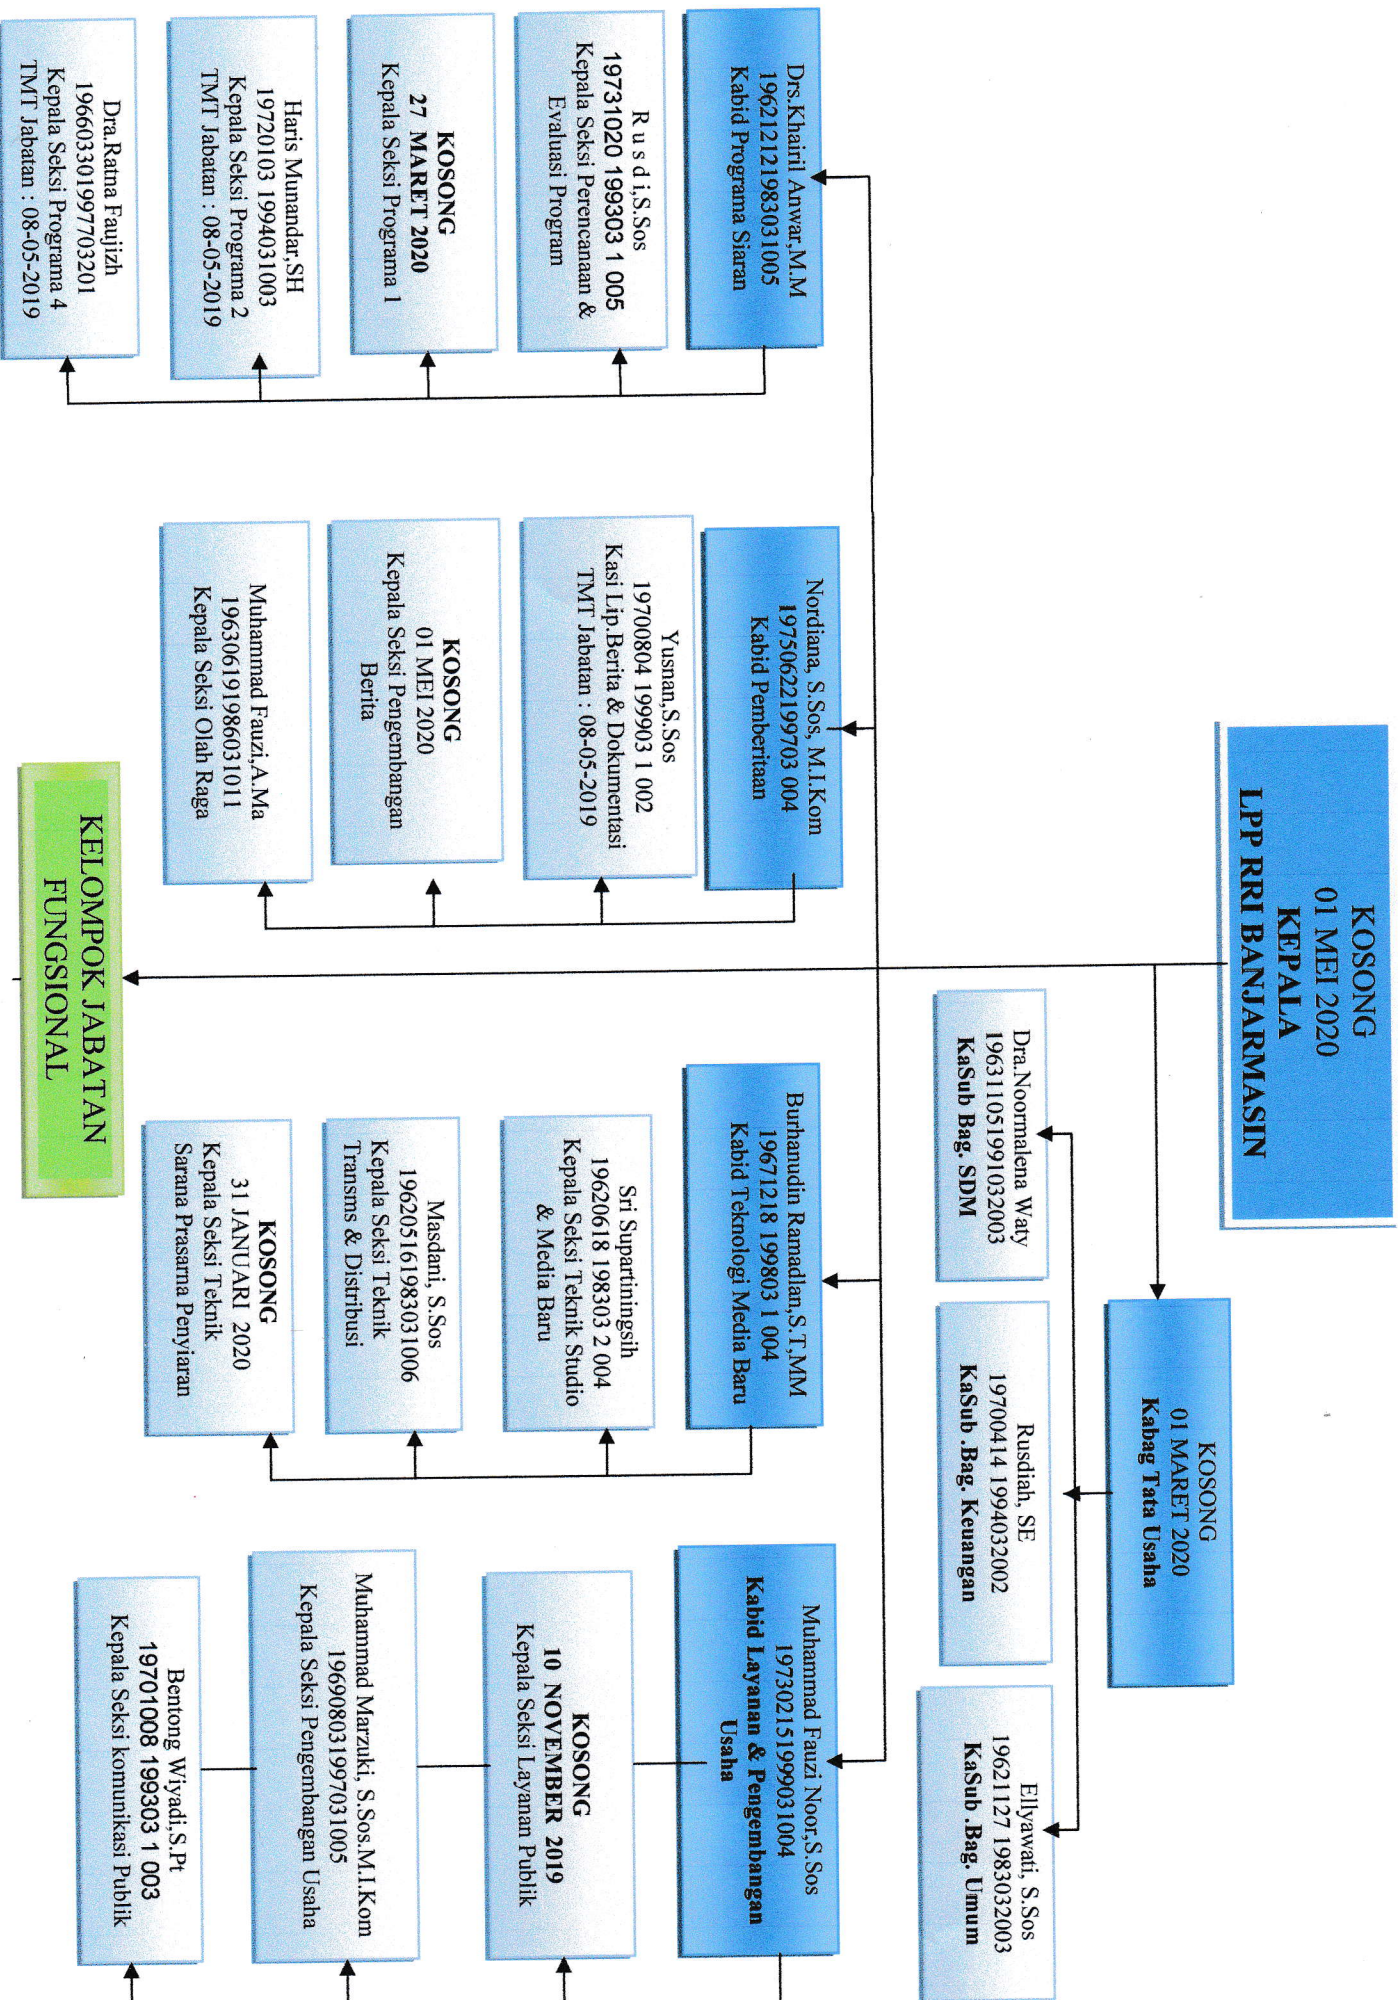 KOSONG
01 MEI 2020
KEPALA
LPP RRI BANJARMASIN
KOSONG
01 MARET 2020
Kabag Tata Usaha
Dra.Noormalena Waty
196311051991032003
KaSub Bag. SDM
Rusdiah, SE
19700414 1994032002
KaSub .Bag. Keuangan
Ellyawati, S.Sos
19621127 1983032003
KaSub .Bag. Umum
Drs.Khairil Anwar,M.M
196212121983031005
Kabid Programa Siaran
R u s d i,S.Sos
19731020 199303 1 005
Kepala Seksi Perencanaan &
Evaluasi Program
KOSONG
27 MARET 2020
Kepala Seksi Programa 1
Haris Munandar,SH
19720103 1994031003
Kepala Seksi Programa 2
TMT Jabatan : 08-05-2019
Dra.Ratna Faujizh
196603301997703201
Kepala Seksi Programa 4
TMT Jabatan : 08-05-2019
Nordiana, S.Sos, M.I.Kom
19750622199703 004
Kabid Pemberitaan
Yusnan,S.Sos
19700804 199903 1 002
Kasi Lip.Berita & Dokumentasi
TMT Jabatan : 08-05-2019
KOSONG
01 MEI 2020
Kepala Seksi Pengembangan
Berita
Muhammad Fauzi,A.Ma
196306191986031011
Kepala Seksi Olah Raga
Burhanudin Ramadlan,S.T,MM
19671218 199803 1 004
Kabid Teknologi Media Baru
Sri Supartiningsih
19620618 198303 2 004
Kepala Seksi Teknik Studio
& Media Baru
Masdani, S.Sos
196205161983031006
Kepala Seksi Teknik
Transms & Distribusi
KOSONG
31 JANUARI 2020
Kepala Seksi Teknik
Sarana Prasarna Penyiaran
Muhammad Fauzi Noor,S.Sos
197302151999031004
Kabid Layanan & Pengembangan
Usaha
KOSONG
10 NOVEMBER 2019
Kepala Seksi Layanan Publik
Muhammad Marzuki, S.Sos.M.I.Kom
196908031997031005
Kepala Seksi Pengembangan Usaha
Bentong Wiyadi,S.Pt
19701008 199303 1 003
Kepala Seksi komunikasi Publik
KELOMPOK JABATAN
FUNGSIONAL